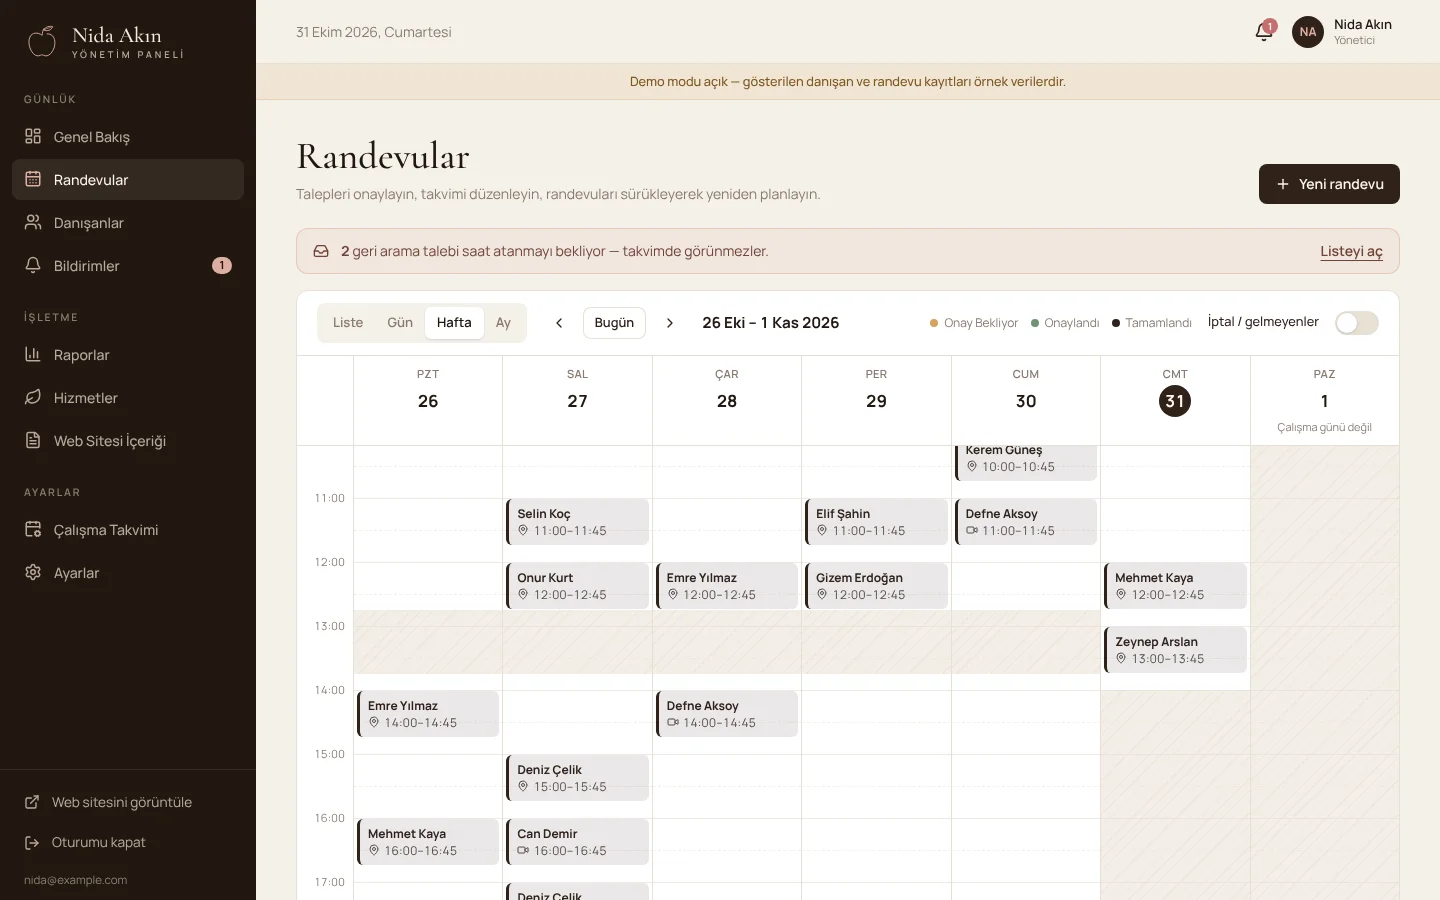 Nida Akın
YÖNETİM PANELİ
GÜNLÜK
Genel Bakış
Randevular
Danışanlar
Bildirimler 1
İŞLETME
Raporlar
Hizmetler
Web Sitesi İçeriği
AYARLAR
Çalışma Takvimi
Ayarlar
Web sitesini görüntüle
Oturumu kapat
nida@example.com
31 Ekim 2026, Cumartesi
1
NA
Nida Akın
Yönetici
Demo modu açık — gösterilen danışan ve randevu kayıtları örnek verilerdir.
Randevular
Talepleri onaylayın, takvimi düzenleyin, randevuları sürükleyerek yeniden planlayın.
Yeni randevu
2 geri arama talebi saat atanmayı bekliyor — takvimde görünmezler.
Listeyi aç
Liste Gün Hafta Ay
Bugün
26 Eki – 1 Kas 2026
Onay Bekliyor Onaylandı Tamamlandı İptal / gelmeyenler
PZT SAL ÇAR PER CUM CMT PAZ
26 27 28 29 30 31 1
Çalışma günü değil
Kerem Güneş
10:00–10:45
11:00
Selin Koç Elif Şahin Defne Aksoy
11:00–11:45 11:00–11:45 11:00–11:45
12:00
Onur Kurt Emre Yılmaz Gizem Erdoğan Mehmet Kaya
12:00–12:45 12:00–12:45 12:00–12:45 12:00–12:45
13:00
Zeynep Arslan
13:00–13:45
14:00
Emre Yılmaz Defne Aksoy
14:00–14:45 14:00–14:45
15:00
Deniz Çelik
15:00–15:45
16:00
Mehmet Kaya Can Demir
16:00–16:45 16:00–16:45
17:00
Deniz Çelik